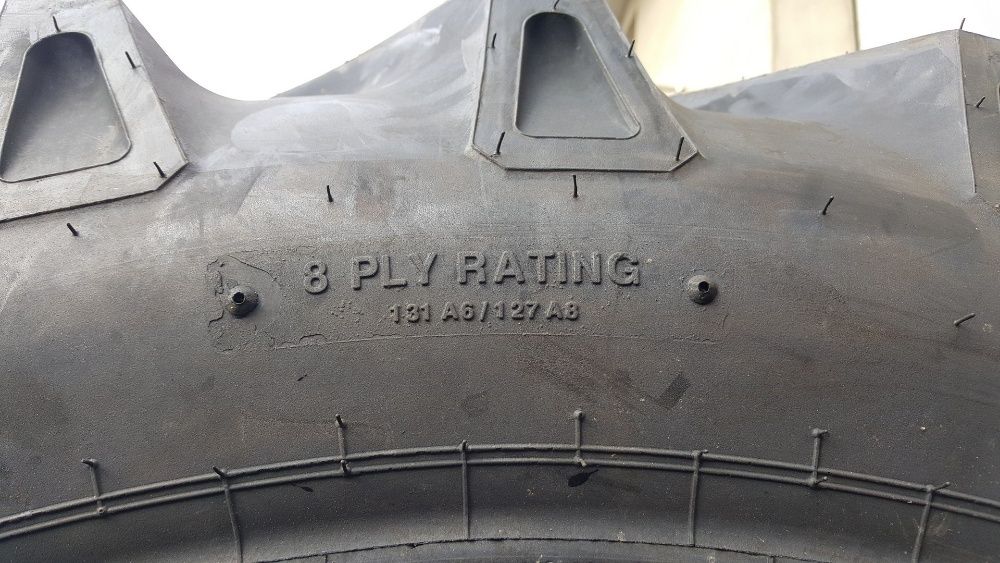 8 PLY RATING
131 A6/127 A8